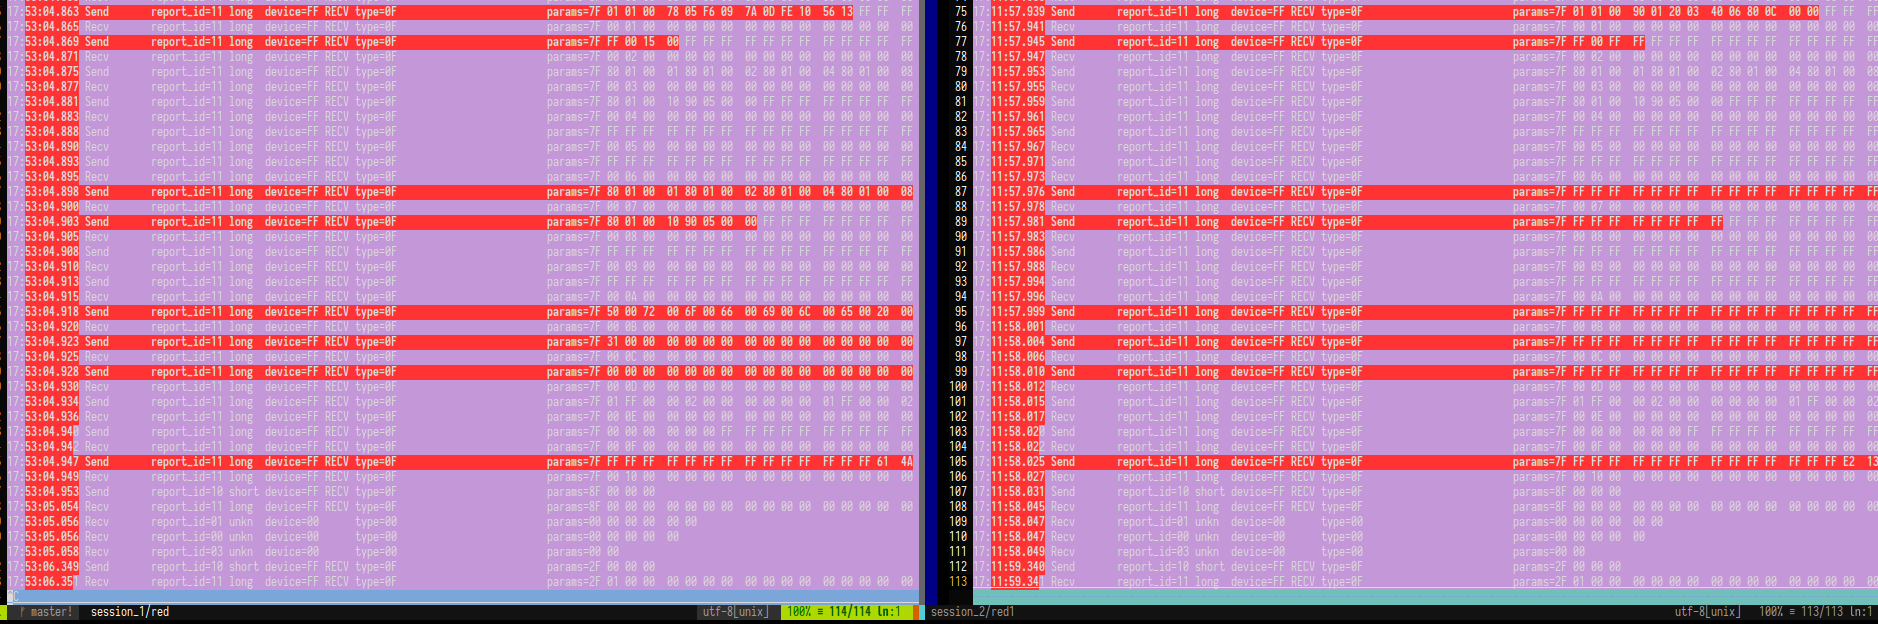 17:53:04.863 Send report_id=11 long device=FF RECV type=0F params=7F 01 01 00 78 05 F6 09 7A 0D FE 10 56 13 FF FF FF
17:53:04.865 Recv report_id=11 long device=FF RECV type=0F params=7F 00 01 00 00 00 00 00 00 00 00 00 00 00 00 00 00
17:53:04.869 Send report_id=11 long device=FF RECV type=0F params=7F FF 00 15 00 FF FF FF FF FF FF FF FF FF FF FF FF
17:53:04.871 Recv report_id=11 long device=FF RECV type=0F params=7F 00 02 00 00 00 00 00 00 00 00 00 00 00 00 00 00
17:53:04.875 Send report_id=11 long device=FF RECV type=0F params=7F 80 01 00 01 80 01 00 02 80 01 00 04 80 01 00 08
17:53:04.877 Recv report_id=11 long device=FF RECV type=0F params=7F 00 03 00 00 00 00 00 00 00 00 00 00 00 00 00 00
17:53:04.881 Send report_id=11 long device=FF RECV type=0F params=7F 80 01 00 10 90 05 00 00 FF FF FF FF FF FF FF FF
17:53:04.883 Recv report_id=11 long device=FF RECV type=0F params=7F 00 04 00 00 00 00 00 00 00 00 00 00 00 00 00 00
17:53:04.888 Send report_id=11 long device=FF RECV type=0F params=7F FF FF FF FF FF FF FF FF FF FF FF FF FF FF FF FF
17:53:04.890 Recv report_id=11 long device=FF RECV type=0F params=7F 00 05 00 00 00 00 00 00 00 00 00 00 00 00 00 00
17:53:04.893 Send report_id=11 long device=FF RECV type=0F params=7F FF FF FF FF FF FF FF FF FF FF FF FF FF FF FF FF
17:53:04.895 Recv report_id=11 long device=FF RECV type=0F params=7F 00 06 00 00 00 00 00 00 00 00 00 00 00 00 00 00
17:53:04.898 Send report_id=11 long device=FF RECV type=0F params=7F 80 01 00 01 80 01 00 02 80 01 00 04 80 01 00 08
17:53:04.900 Recv report_id=11 long device=FF RECV type=0F params=7F 00 07 00 00 00 00 00 00 00 00 00 00 00 00 00 00
17:53:04.903 Send report_id=11 long device=FF RECV type=0F params=7F 80 01 00 10 90 05 00 00 FF FF FF FF FF FF FF FF
17:53:04.905 Recv report_id=11 long device=FF RECV type=0F params=7F 00 08 00 00 00 00 00 00 00 00 00 00 00 00 00 00
17:53:04.908 Send report_id=11 long device=FF RECV type=0F params=7F FF FF FF FF FF FF FF FF FF FF FF FF FF FF FF FF
17:53:04.910 Recv report_id=11 long device=FF RECV type=0F params=7F 00 09 00 00 00 00 00 00 00 00 00 00 00 00 00 00
17:53:04.913 Send report_id=11 long device=FF RECV type=0F params=7F FF FF FF FF FF FF FF FF FF FF FF FF FF FF FF FF
17:53:04.915 Recv report_id=11 long device=FF RECV type=0F params=7F 00 0A 00 00 00 00 00 00 00 00 00 00 00 00 00 00
17:53:04.918 Send report_id=11 long device=FF RECV type=0F params=7F 50 00 72 00 6F 00 66 00 69 00 6C 00 65 00 20 00
17:53:04.920 Recv report_id=11 long device=FF RECV type=0F params=7F 00 0B 00 00 00 00 00 00 00 00 00 00 00 00 00 00
17:53:04.923 Send report_id=11 long device=FF RECV type=0F params=7F 31 00 00 00 00 00 00 00 00 00 00 00 00 00 00 00
17:53:04.925 Recv report_id=11 long device=FF RECV type=0F params=7F 00 0C 00 00 00 00 00 00 00 00 00 00 00 00 00 00
17:53:04.928 Send report_id=11 long device=FF RECV type=0F params=7F 00 00 00 00 00 00 00 00 00 00 00 00 00 00 00 00
17:53:04.930 Recv report_id=11 long device=FF RECV type=0F params=7F 00 0D 00 00 00 00 00 00 00 00 00 00 00 00 00 00
17:53:04.934 Send report_id=11 long device=FF RECV type=0F params=7F 01 FF 00 00 02 00 00 00 00 00 00 01 FF 00 00 02
17:53:04.936 Recv report_id=11 long device=FF RECV type=0F params=7F 00 0E 00 00 00 00 00 00 00 00 00 00 00 00 00 00
17:53:04.940 Send report_id=11 long device=FF RECV type=0F params=7F 00 00 00 00 00 00 FF FF FF FF FF FF FF FF FF FF
17:53:04.942 Recv report_id=11 long device=FF RECV type=0F params=7F 00 0F 00 00 00 00 00 00 00 00 00 00 00 00 00 00
17:53:04.947 Send report_id=11 long device=FF RECV type=0F params=7F FF FF FF FF FF FF FF FF FF FF FF FF FF FF 61 4A
17:53:04.949 Recv report_id=11 long device=FF RECV type=0F params=7F 00 10 00 00 00 00 00 00 00 00 00 00 00 00 00 00
17:53:04.953 Send report_id=10 short device=FF RECV type=0F params=8F 00 00 00
17:53:05.054 Recv report_id=11 long device=FF RECV type=0F params=8F 00 00 00 00 00 00 00 00 00 00 00 00 00 00 00 00
17:53:05.056 Recv report_id=01 unkn device=00 type=00 params=00 00 00 00 00 00
17:53:05.056 Recv report_id=00 unkn device=00 type=00 params=00 00 00 00 00
17:53:05.058 Recv report_id=03 unkn device=00 type=00 params=00 00
17:53:06.349 Send report_id=10 short device=FF RECV type=0F params=2F 00 00 00
17:53:06.351 Recv report_id=11 long device=FF RECV type=0F params=2F 01 00 00 00 00 00 00 00 00 00 00 00 00 00 00 00
master! session_1/red utf-8[unix] 100% ≡ 114/114 ln:1
75 17:11:57.939 Send report_id=11 long device=FF RECV type=0F params=7F 01 01 00 90 01 20 03 40 06 80 0C 00 00 FF FF FF
76 17:11:57.941 Recv report_id=11 long device=FF RECV type=0F params=7F 00 01 00 00 00 00 00 00 00 00 00 00 00 00 00 00
77 17:11:57.945 Send report_id=11 long device=FF RECV type=0F params=7F FF 00 FF FF FF FF FF FF FF FF FF FF FF FF FF FF
78 17:11:57.947 Recv report_id=11 long device=FF RECV type=0F params=7F 00 02 00 00 00 00 00 00 00 00 00 00 00 00 00 00
79 17:11:57.953 Send report_id=11 long device=FF RECV type=0F params=7F 80 01 00 01 80 01 00 02 80 01 00 04 80 01 00 08
80 17:11:57.955 Recv report_id=11 long device=FF RECV type=0F params=7F 00 03 00 00 00 00 00 00 00 00 00 00 00 00 00 00
81 17:11:57.959 Send report_id=11 long device=FF RECV type=0F params=7F 80 01 00 10 90 05 00 00 FF FF FF FF FF FF FF FF
82 17:11:57.961 Recv report_id=11 long device=FF RECV type=0F params=7F 00 04 00 00 00 00 00 00 00 00 00 00 00 00 00 00
83 17:11:57.965 Send report_id=11 long device=FF RECV type=0F params=7F FF FF FF FF FF FF FF FF FF FF FF FF FF FF FF FF
84 17:11:57.967 Recv report_id=11 long device=FF RECV type=0F params=7F 00 05 00 00 00 00 00 00 00 00 00 00 00 00 00 00
85 17:11:57.971 Send report_id=11 long device=FF RECV type=0F params=7F FF FF FF FF FF FF FF FF FF FF FF FF FF FF FF FF
86 17:11:57.973 Recv report_id=11 long device=FF RECV type=0F params=7F 00 06 00 00 00 00 00 00 00 00 00 00 00 00 00 00
87 17:11:57.976 Send report_id=11 long device=FF RECV type=0F params=7F FF FF FF FF FF FF FF FF FF FF FF FF FF FF FF FF
88 17:11:57.978 Recv report_id=11 long device=FF RECV type=0F params=7F 00 07 00 00 00 00 00 00 00 00 00 00 00 00 00 00
89 17:11:57.981 Send report_id=11 long device=FF RECV type=0F params=7F FF FF FF FF FF FF FF FF FF FF FF FF FF FF FF FF
90 17:11:57.983 Recv report_id=11 long device=FF RECV type=0F params=7F 00 08 00 00 00 00 00 00 00 00 00 00 00 00 00 00
91 17:11:57.986 Send report_id=11 long device=FF RECV type=0F params=7F FF FF FF FF FF FF FF FF FF FF FF FF FF FF FF FF
92 17:11:57.988 Recv report_id=11 long device=FF RECV type=0F params=7F 00 09 00 00 00 00 00 00 00 00 00 00 00 00 00 00
93 17:11:57.994 Send report_id=11 long device=FF RECV type=0F params=7F FF FF FF FF FF FF FF FF FF FF FF FF FF FF FF FF
94 17:11:57.996 Recv report_id=11 long device=FF RECV type=0F params=7F 00 0A 00 00 00 00 00 00 00 00 00 00 00 00 00 00
95 17:11:57.999 Send report_id=11 long device=FF RECV type=0F params=7F FF FF FF FF FF FF FF FF FF FF FF FF FF FF FF FF
96 17:11:58.001 Recv report_id=11 long device=FF RECV type=0F params=7F 00 0B 00 00 00 00 00 00 00 00 00 00 00 00 00 00
97 17:11:58.004 Send report_id=11 long device=FF RECV type=0F params=7F FF FF FF FF FF FF FF FF FF FF FF FF FF FF FF FF
98 17:11:58.006 Recv report_id=11 long device=FF RECV type=0F params=7F 00 0C 00 00 00 00 00 00 00 00 00 00 00 00 00 00
99 17:11:58.010 Send report_id=11 long device=FF RECV type=0F params=7F FF FF FF FF FF FF FF FF FF FF FF FF FF FF FF FF
100 17:11:58.012 Recv report_id=11 long device=FF RECV type=0F params=7F 00 0D 00 00 00 00 00 00 00 00 00 00 00 00 00 00
101 17:11:58.015 Send report_id=11 long device=FF RECV type=0F params=7F 01 FF 00 00 02 00 00 00 00 00 00 01 FF 00 00 02
102 17:11:58.017 Recv report_id=11 long device=FF RECV type=0F params=7F 00 0E 00 00 00 00 00 00 00 00 00 00 00 00 00 00
103 17:11:58.020 Send report_id=11 long device=FF RECV type=0F params=7F 00 00 00 00 00 00 FF FF FF FF FF FF FF FF FF FF
104 17:11:58.022 Recv report_id=11 long device=FF RECV type=0F params=7F 00 0F 00 00 00 00 00 00 00 00 00 00 00 00 00 00
105 17:11:58.025 Send report_id=11 long device=FF RECV type=0F params=7F FF FF FF FF FF FF FF FF FF FF FF FF FF FF E2 13
106 17:11:58.027 Recv report_id=11 long device=FF RECV type=0F params=7F 00 10 00 00 00 00 00 00 00 00 00 00 00 00 00 00
107 17:11:58.031 Send report_id=10 short device=FF RECV type=0F params=8F 00 00 00
108 17:11:58.045 Recv report_id=11 long device=FF RECV type=0F params=8F 00 00 00 00 00 00 00 00 00 00 00 00 00 00 00 00
109 17:11:58.047 Recv report_id=01 unkn device=00 type=00 params=00 00 00 00 00 00
110 17:11:58.047 Recv report_id=00 unkn device=00 type=00 params=00 00 00 00 00
111 17:11:58.049 Recv report_id=03 unkn device=00 type=00 params=00 00
112 17:11:59.340 Send report_id=10 short device=FF RECV type=0F params=2F 00 00 00
113 17:11:59.341 Recv report_id=11 long device=FF RECV type=0F params=2F 01 00 00 00 00 00 00 00 00 00 00 00 00 00 00 00
session_2/red1 utf-8[unix] 100% ≡ 113/113 ln:1